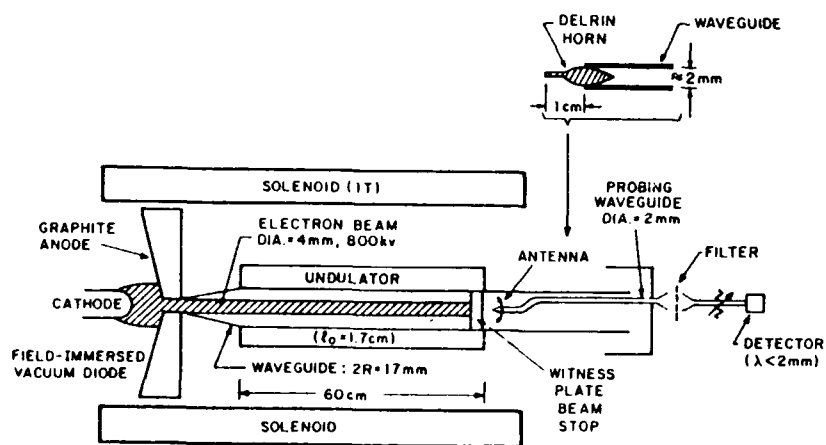 DELRIN
HORN
WAVEGUIDE
≈2mm
1cm
SOLENOID (1T)
GRAPHITE
ANODE
ELECTRON BEAM
DIA.=4mm, 800kv
PROBING
WAVEGUIDE
DIA.=2mm
ANTENNA
FILTER
UNDULATOR
CATHODE
(ℓ₀=1.7cm)
DETECTOR
(λ<2mm)
FIELD-IMMERSED
VACUUM DIODE
WAVEGUIDE: 2R=17mm
60cm
WITNESS
PLATE
BEAM
STOP
SOLENOID